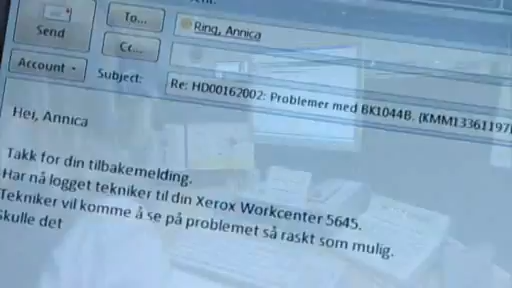 Send
To...
Ring, Annica
Cc...
Account
Subject:
Re: HD00162002: Problemer med BK1044B. (KMM13361197
Hei, Annica
Takk for din tilbakemelding.
Har nå logget tekniker til din Xerox Workcenter 5645.
Tekniker vil komme å se på problemet så raskt som mulig.
Skulle det